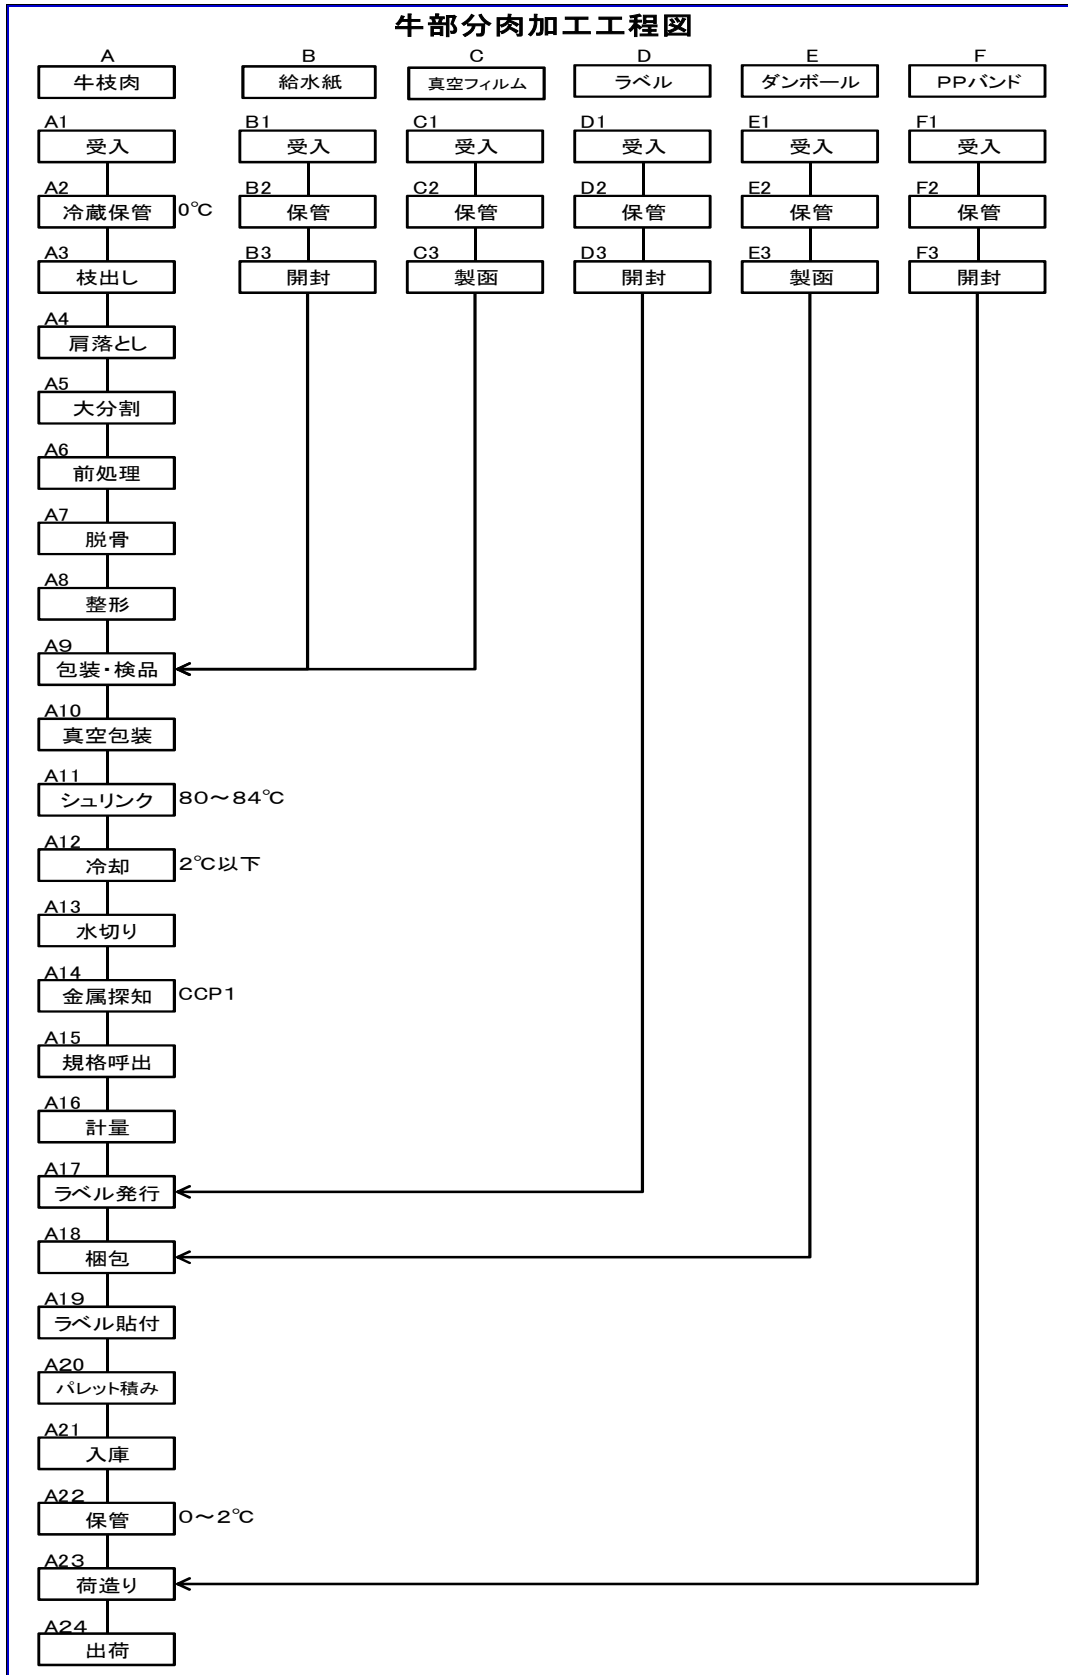 牛部分肉加工工程図
A B C D E F
牛枝肉 給水紙 真空フィルム ラベル ダンボール PPバンド
A1 B1 C1 D1 E1 F1
受入 受入 受入 受入 受入 受入
A2 B2 C2 D2 E2 F2
冷蔵保管 0℃ 保管 保管 保管 保管 保管
A3 B3 C3 D3 E3 F3
枝出し 開封 製函 開封 製函 開封
A4
肩落とし
A5
大分割
A6
前処理
A7
脱骨
A8
整形
A9
包装・検品
A10
真空包装
A11
シュリンク 80～84℃
A12
冷却 2℃以下
A13
水切り
A14
金属探知 CCP1
A15
規格呼出
A16
計量
A17
ラベル発行
A18
梱包
A19
ラベル貼付
A20
パレット積み
A21
入庫
A22
保管 0～2℃
A23
荷造り
A24
出荷